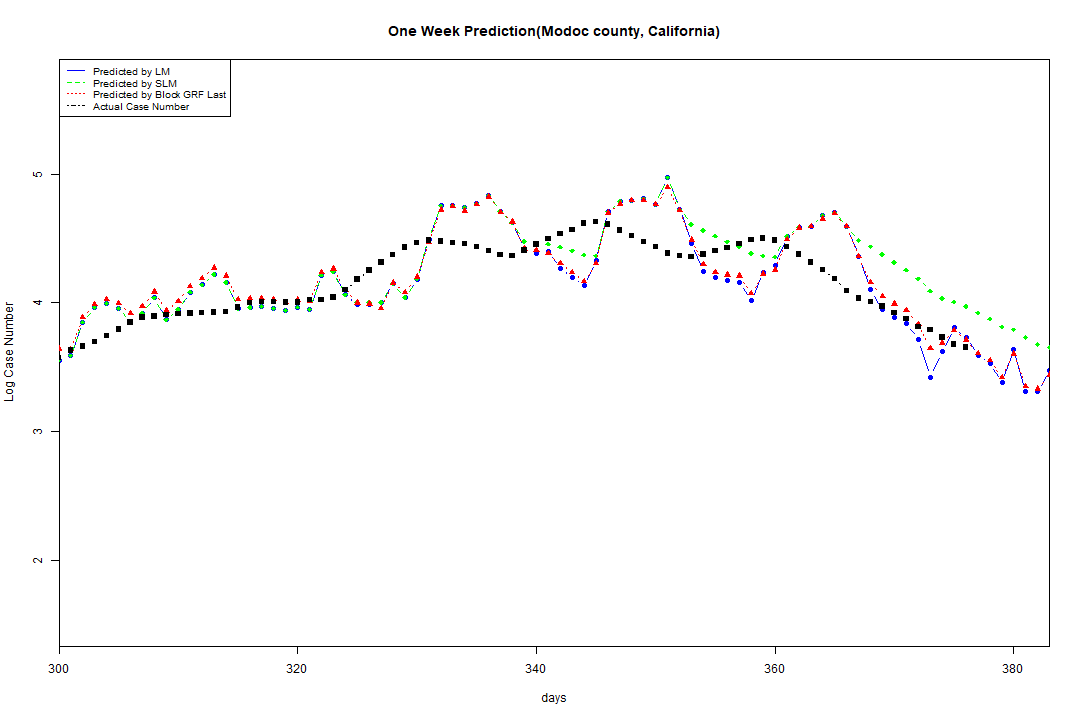 One Week Prediction(Modoc county, California)
Predicted by LM
Predicted by SLM
Predicted by Block GRF Last
Actual Case Number
5
4
3
2
Log Case Number
300 320 340 360 380
days